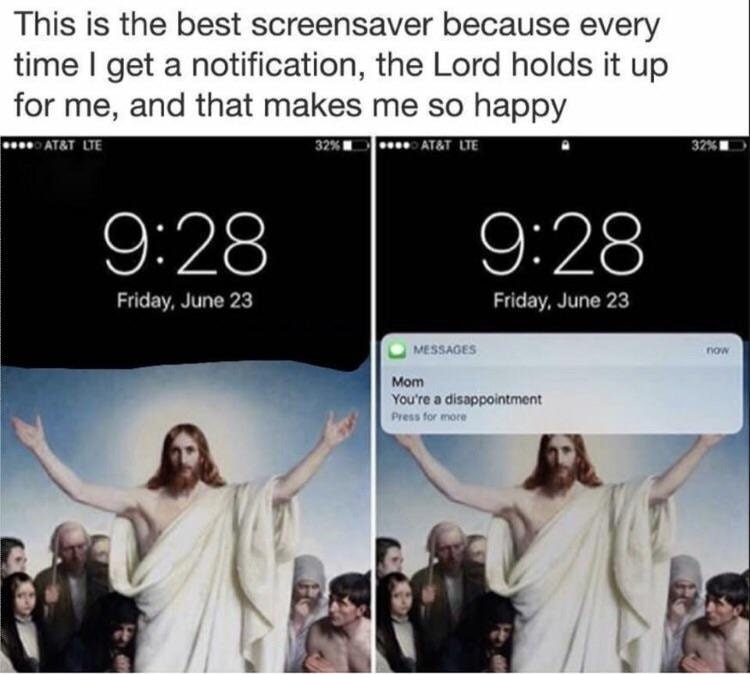 This is the best screensaver because every
time I get a notification, the Lord holds it up
for me, and that makes me so happy
AT&T LTE 32%
9:28
Friday, June 23
AT&T LTE 32%
9:28
Friday, June 23
MESSAGES now
Mom
You're a disappointment
Press for more